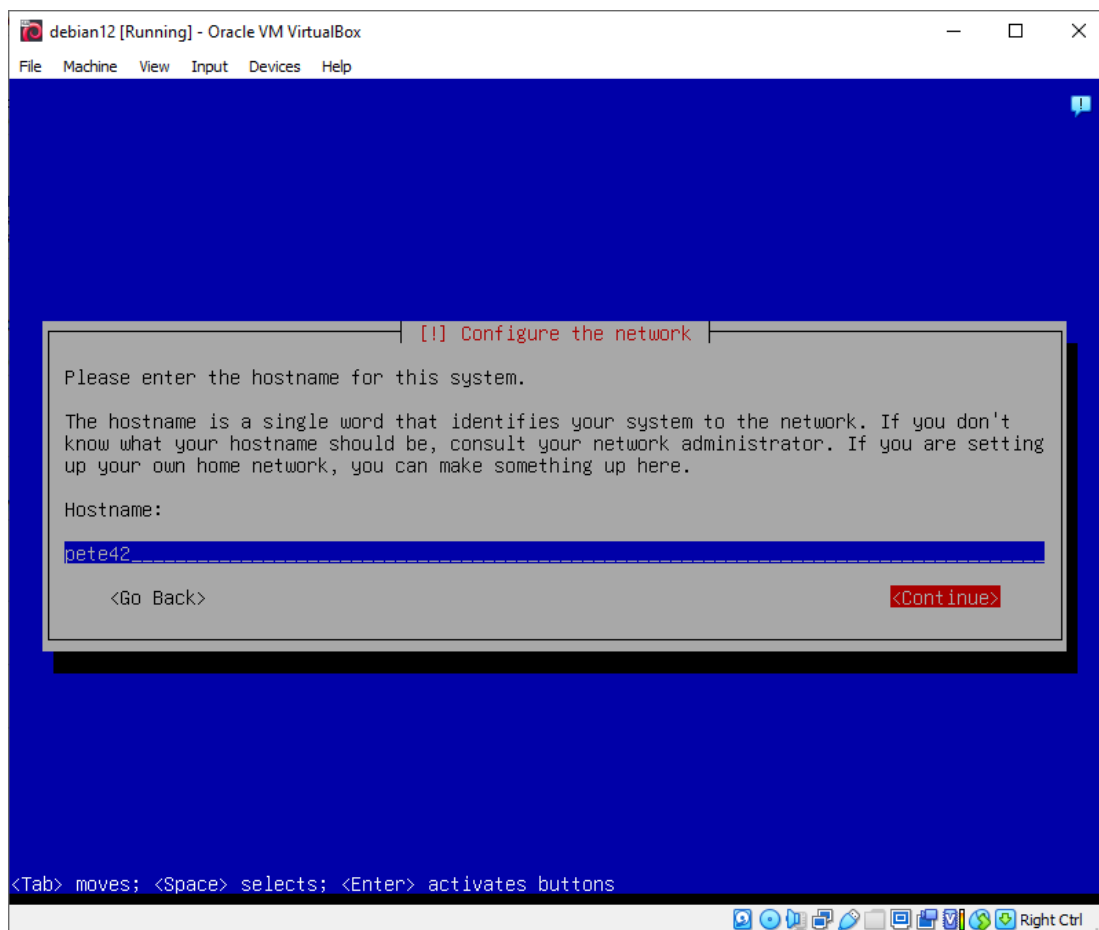 debian12 [Running] - Oracle VM VirtualBox
File Machine View Input Devices Help
[!] Configure the network
Please enter the hostname for this system.
The hostname is a single word that identifies your system to the network. If you don't
know what your hostname should be, consult your network administrator. If you are setting
up your own home network, you can make something up here.
Hostname:
pete42
<Go Back> <Continue>
<Tab> moves; <Space> selects; <Enter> activates buttons
Right Ctrl